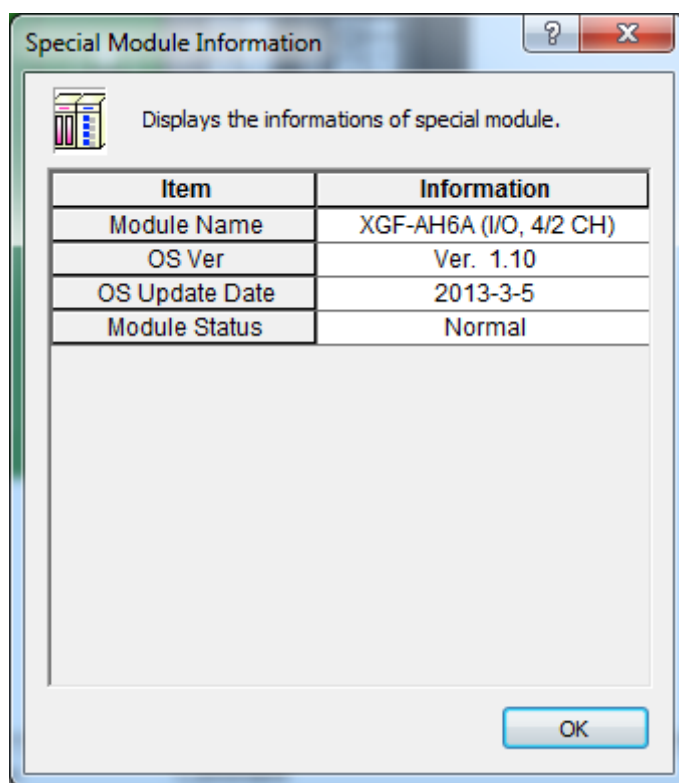 Special Module Information
Displays the informations of special module.
Item Information
Module Name XGF-AH6A (I/O, 4/2 CH)
OS Ver Ver. 1.10
OS Update Date 2013-3-5
Module Status Normal
OK